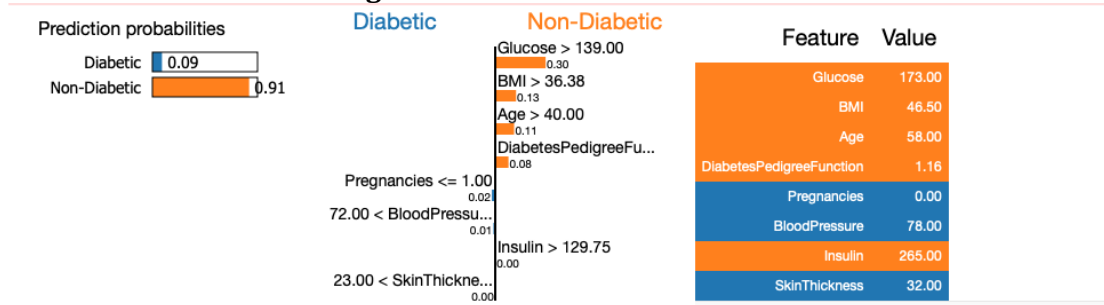 Prediction probabilities
Diabetic 0.09
Non-Diabetic 0.91
Diabetic Non-Diabetic
Glucose > 139.00
0.30
BMI > 36.38
0.13
Age > 40.00
0.11
DiabetesPedigreeFu...
0.08
Pregnancies <= 1.00
0.02
72.00 < BloodPressu...
0.01
Insulin > 129.75
0.00
23.00 < SkinThickne...
0.00
Feature Value
Glucose 173.00
BMI 46.50
Age 58.00
DiabetesPedigreeFunction 1.16
Pregnancies 0.00
BloodPressure 78.00
Insulin 265.00
SkinThickness 32.00